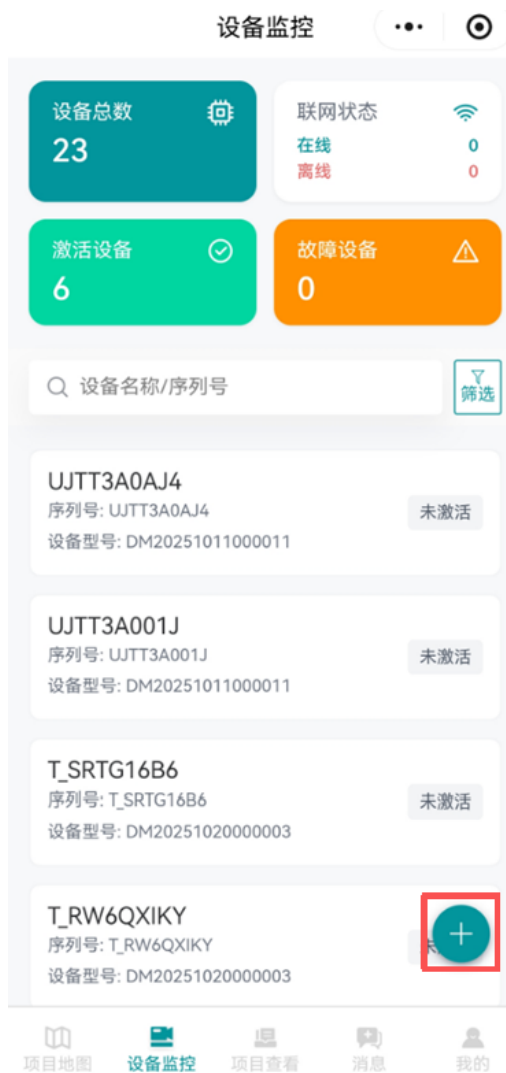 设备监控
设备总数
23
联网状态
在线 0
离线 0
激活设备
6
故障设备
0
设备名称/序列号
筛选
UJTT3A0AJ4
序列号: UJTT3A0AJ4
未激活
设备型号: DM20251011000011
UJTT3A001J
序列号: UJTT3A001J
未激活
设备型号: DM20251011000011
T_SRTG16B6
序列号: T_SRTG16B6
未激活
设备型号: DM20251020000003
T_RW6QXIKY
序列号: T_RW6QXIKY
设备型号: DM20251020000003
项目地图 设备监控 项目查看 消息 我的